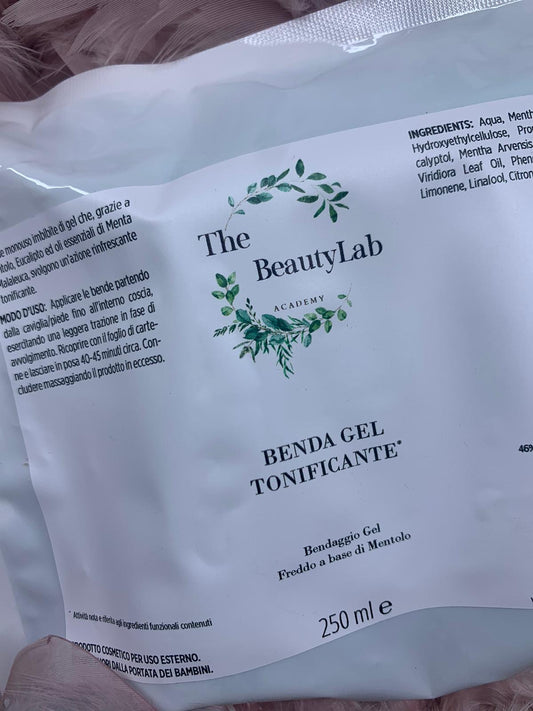 e monouso imbibite di gel che, grazie a
ntolo, Eucalipto ed oli essenziali di Menta
Malaleuca, svolgono un'azione rinfrescante
tonificante.
MODO D'USO: Applicare le bende partendo
dalla caviglia/piede fino all'interno coscia,
esercitando una leggera trazione in fase di
avvolgimento. Ricoprire con il foglio di carte-
ne e lasciare in posa 40-45 minuti circa. Con-
cludere massaggiando il prodotto in eccesso.
* Attività nota e riferita agli ingredienti funzionali contenuti
RODOTTO COSMETICO PER USO ESTERNO.
UORI DALLA PORTATA DEI BAMBINI.
The
BeautyLab
ACADEMY
BENDA GEL
TONIFICANTE*
Bendaggio Gel
Freddo a base di Mentolo
250 ml e
INGREDIENTS: Aqua, Menth
Hydroxyethylcellulose, Pro
calyptol, Mentha Arvensis
Viridiora Leaf Oil, Phen
Limonene, Linalool, Citron
469